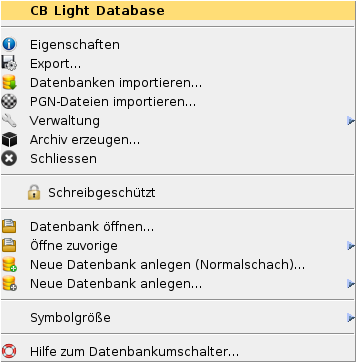 CB Light Database
Eigenschaften
Export...
Datenbanken importieren...
PGN-Dateien importieren...
Verwaltung
Archiv erzeugen...
Schliessen
Schreibgeschützt
Datenbank öffnen...
Öffne zuvorige
Neue Datenbank anlegen (Normalschach)...
Neue Datenbank anlegen...
Symbolgröße
Hilfe zum Datenbankumschalter...